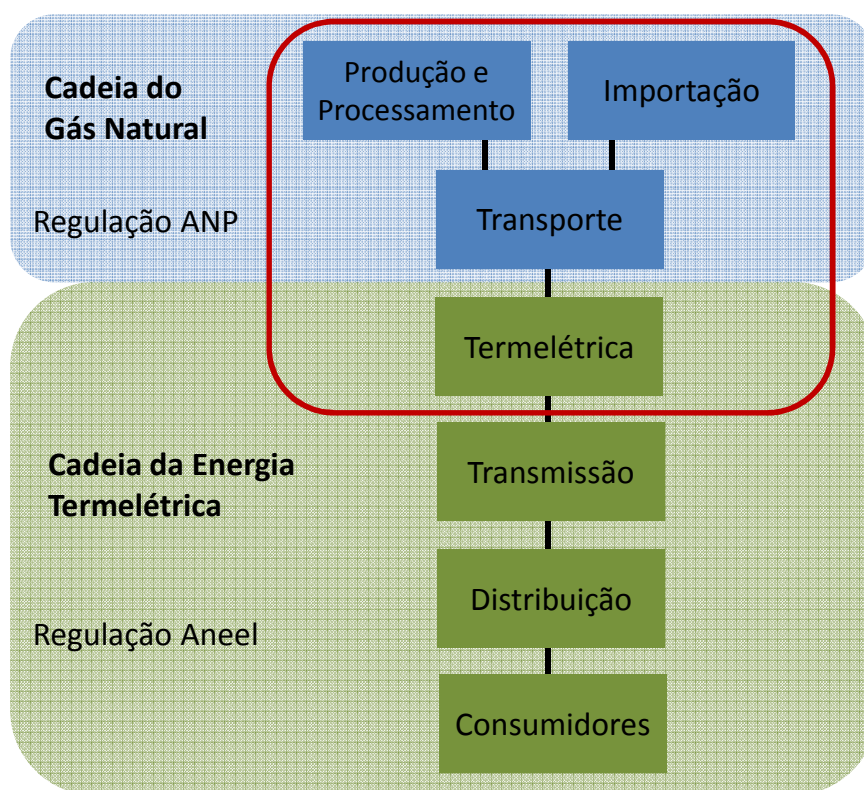 Cadeia do
Gás Natural
Regulação ANP
Produção e
Processamento
Importação
Transporte
Termelétrica
Cadeia da Energia
Termelétrica
Regulação Aneel
Transmissão
Distribuição
Consumidores